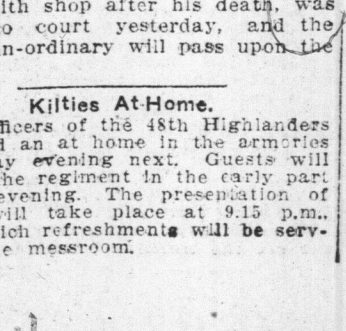 ith shop after his death, was
o court yesterday, and the
n-ordinary will pass upon the
Kilties At-Home.
fficers of the 48th Highlanders
d an at home in the armories
ay evening next. Guests will
he regiment in the early part
evening. The presentation of
will take place at 9.15 p.m.,
ich refreshments will be serv-
e messroom.